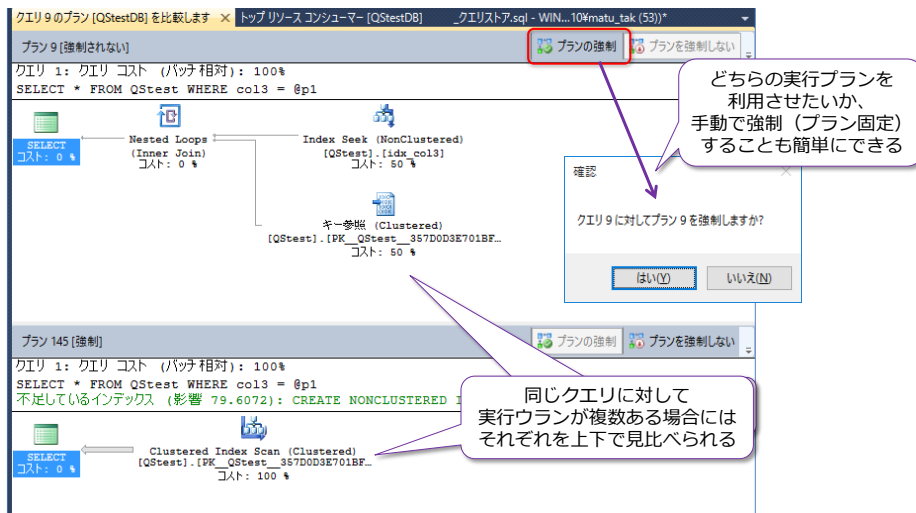 クエリ 9 のプラン [QStestDB] を比較します ×
トップ リソース コンシューマー [QStestDB]
_クエリストア.sql - WIN...10¥matu_tak (53))*
プラン 9 [強制されない]
プランの強制
プランを強制しない
クエリ 1: クエリ コスト (バッチ相対): 100%
SELECT * FROM QStest WHERE col3 = @p1
SELECT
コスト: 0 %
Nested Loops
(Inner Join)
コスト: 0 %
Index Seek (NonClustered)
[QStest].[idx_col3]
コスト: 50 %
キー参照 (Clustered)
[QStest].[PK__QStest__357D0D3E701BF…
コスト: 50 %
どちらの実行プランを
利用させたいか、
手動で強制（プラン固定）
することも簡単にできる
確認
×
クエリ 9 に対してプラン 9 を強制しますか?
はい(Y)
いいえ(N)
プラン 145 [強制]
プランの強制
プランを強制しない
クエリ 1: クエリ コスト (バッチ相対): 100%
SELECT * FROM QStest WHERE col3 = @p1
不足しているインデックス (影響 79.6072): CREATE NONCLUSTERED
SELECT
コスト: 0 %
Clustered Index Scan (Clustered)
[QStest].[PK__QStest__357D0D3E701BF…
コスト: 100 %
同じクエリに対して
実行ウランが複数ある場合には
それぞれを上下で見比べられる